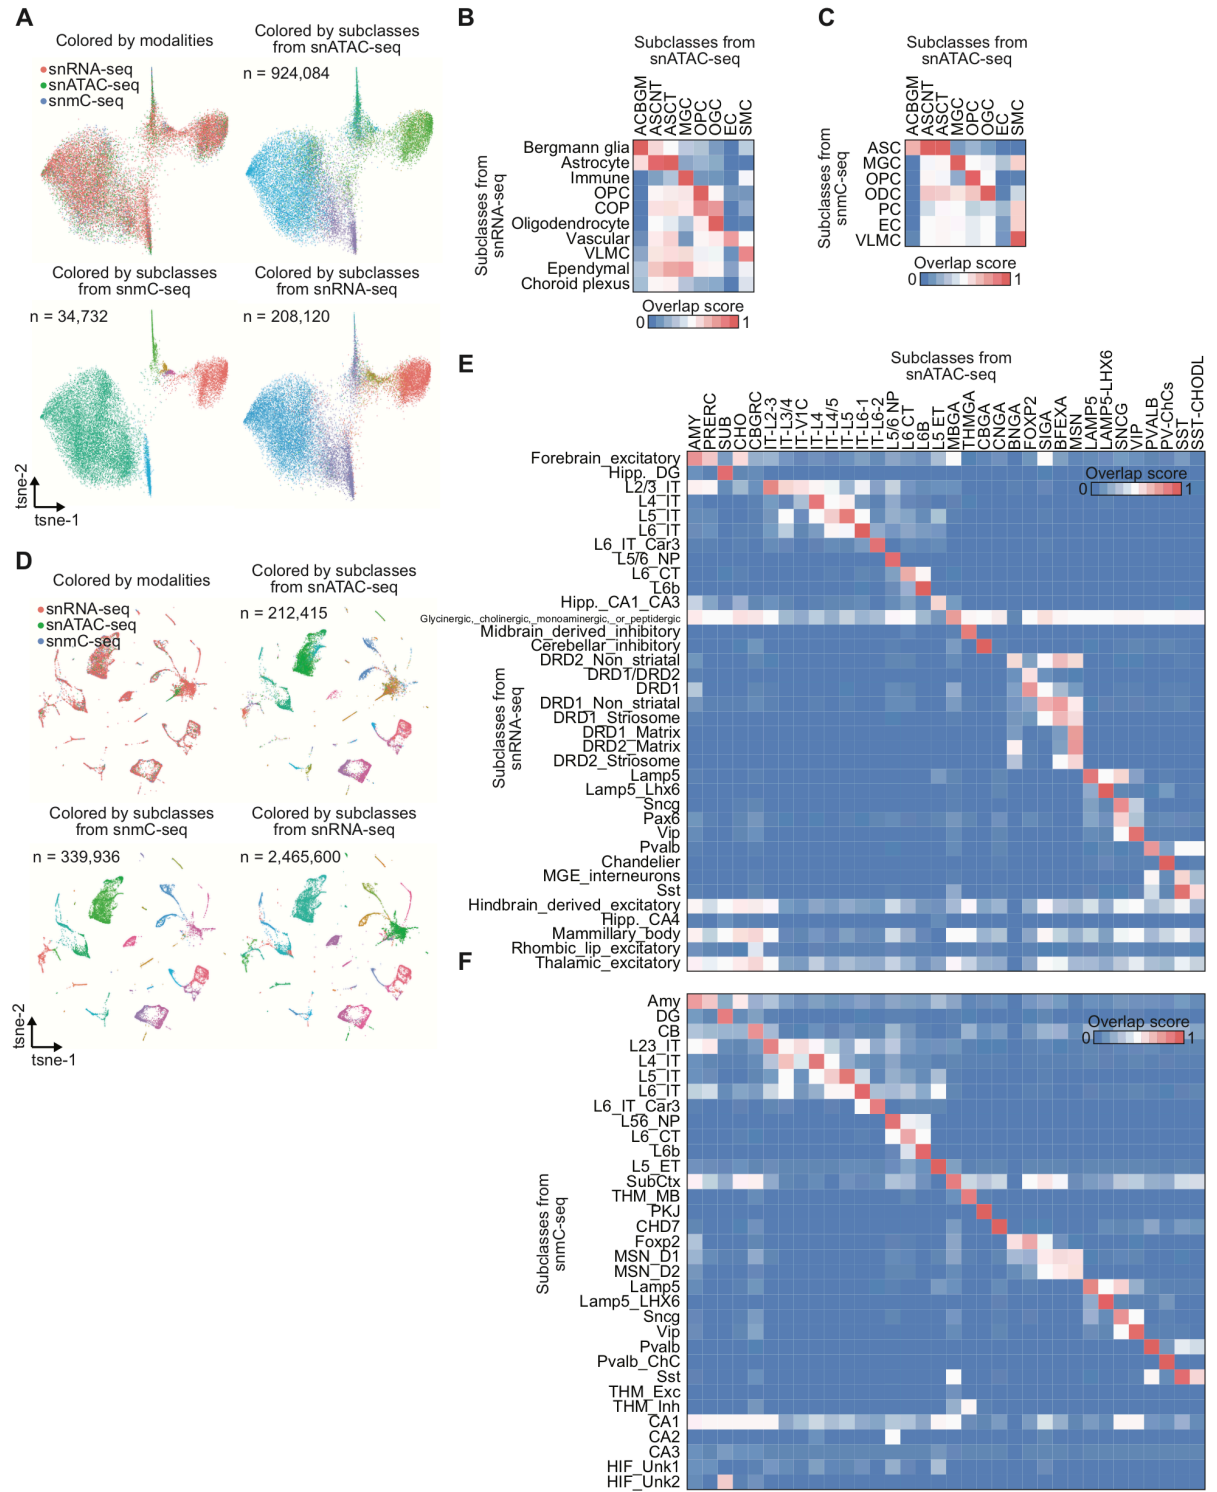 A
Colored by modalities
snRNA-seq
snATAC-seq
snmC-seq
Colored by subclasses
from snATAC-seq
n = 924,084
Colored by subclasses
from snmC-seq
n = 34,732
Colored by subclasses
from snRNA-seq
n = 208,120
tsne-2
tsne-1
B
Subclasses from
snATAC-seq
ACBGM
ASCNT
ASCT
MGC
OPC
OGC
EC
SMC
Subclasses from
snRNA-seq
Bergmann glia
Astrocyte
Immune
OPC
COP
Oligodendrocyte
Vascular
VLMC
Ependymal
Choroid plexus
Overlap score
0 1
C
Subclasses from
snATAC-seq
ACBGM
ASCNT
ASCT
MGC
OPC
OGC
EC
SMC
Subclasses from
snmC-seq
ASC
MGC
OPC
ODC
PC
EC
VLMC
Overlap score
0 1
D
Colored by modalities
snRNA-seq
snATAC-seq
snmC-seq
Colored by subclasses
from snATAC-seq
n = 212,415
Colored by subclasses
from snmC-seq
n = 339,936
Colored by subclasses
from snRNA-seq
n = 2,465,600
tsne-2
tsne-1
E
Subclasses from
snATAC-seq
AMY
PRERC
SUB
CHO
CBGRC
IT-L2-3
IT-L3/4
IT-V1C
IT-L4
IT-L4/5
IT-L5
IT-L6-1
IT-L6-2
L5/6 NP
L6 CT
L6B
L5 ET
MBGA
THMGA
CBGA
CNGA
BNGA
FOXP2
SIGA
BFEXA
MSN
LAMP5
LAMP5-LHX6
SNCG
VIP
PVALB
PV-ChCs
SST
SST-CHODL
Overlap score
0 1
Subclasses from
snRNA-seq
Forebrain_excitatory
Hipp._DG
L2/3_IT
L4_IT
L5_IT
L6_IT
L6_IT_Car3
L5/6_NP
L6_CT
L6b
Hipp._CA1_CA3
Glycinergic,_cholinergic,_monoaminergic,_or_peptidergic
Midbrain_derived_inhibitory
Cerebellar_inhibitory
DRD2_Non_striatal
DRD1/DRD2
DRD1
DRD1_Non_striatal
DRD1_Striosome
DRD1_Matrix
DRD2_Matrix
DRD2_Striosome
Lamp5
Lamp5_Lhx6
Sncg
Pax6
Vip
Pvalb
Chandelier
MGE_interneurons
Sst
Hindbrain_derived_excitatory
Hipp._CA4
Mammillary_body
Rhombic_lip_excitatory
Thalamic_excitatory
F
Overlap score
0 1
Subclasses from
snmC-seq
Amy
DG
CB
L23_IT
L4_IT
L5_IT
L6_IT
L6_IT_Car3
L56_NP
L6_CT
L6b
L5_ET
SubCtx
THM_MB
PKJ
CHD7
Foxp2
MSN_D1
MSN_D2
Lamp5
Lamp5_LHX6
Sncg
Vip
Pvalb
Pvalb_ChC
Sst
THM_Exc
THM_Inh
CA1
CA2
CA3
HIF_Unk1
HIF_Unk2